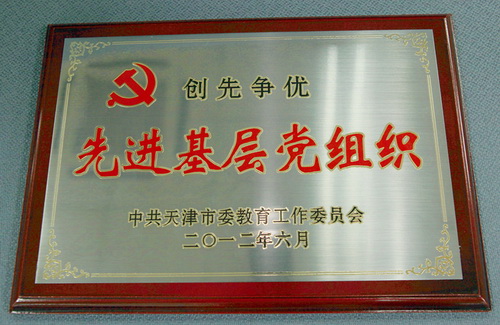 创先争优
先进基层党组织
中共天津市委教育工作委员会
二〇一二年六月